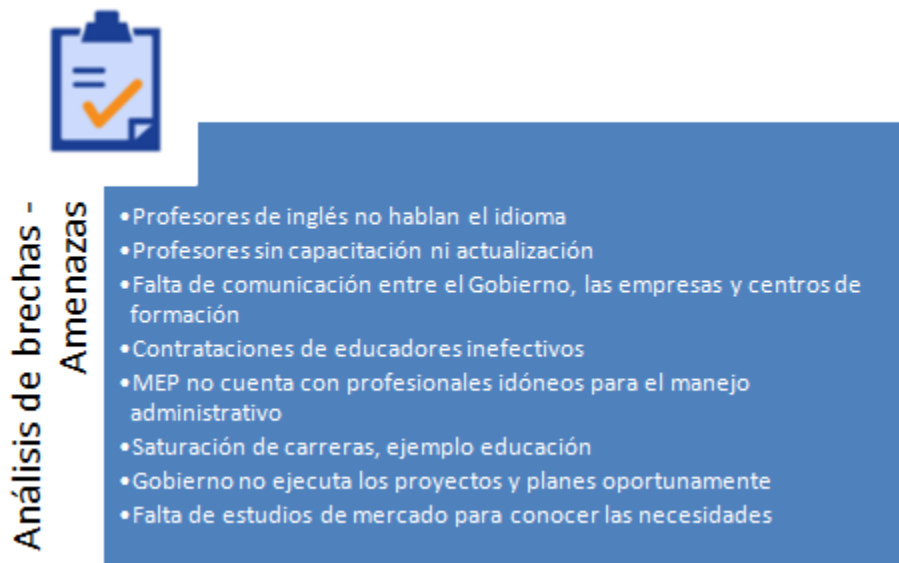 Análisis de brechas -
Amenazas
•Profesores de inglés no hablan el idioma
•Profesores sin capacitación ni actualización
•Falta de comunicación entre el Gobierno, las empresas y centros de
formación
•Contrataciones de educadores inefectivos
•MEP no cuenta con profesionales idóneos para el manejo
administrativo
•Saturación de carreras, ejemplo educación
•Gobierno no ejecuta los proyectos y planes oportunamente
•Falta de estudios de mercado para conocer las necesidades